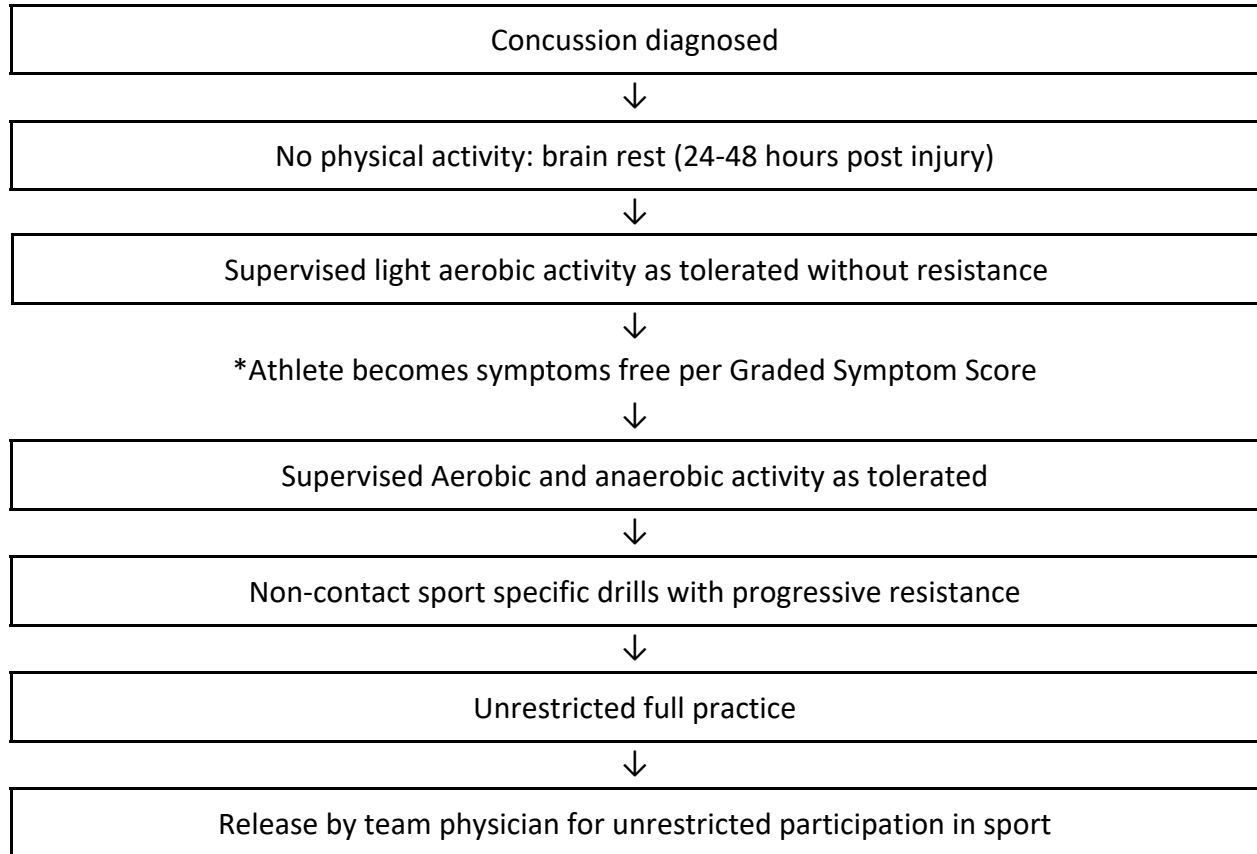 Concussion diagnosed
↓
No physical activity: brain rest (24-48 hours post injury)
↓
Supervised light aerobic activity as tolerated without resistance
↓
*Athlete becomes symptoms free per Graded Symptom Score
↓
Supervised Aerobic and anaerobic activity as tolerated
↓
Non-contact sport specific drills with progressive resistance
↓
Unrestricted full practice
↓
Release by team physician for unrestricted participation in sport